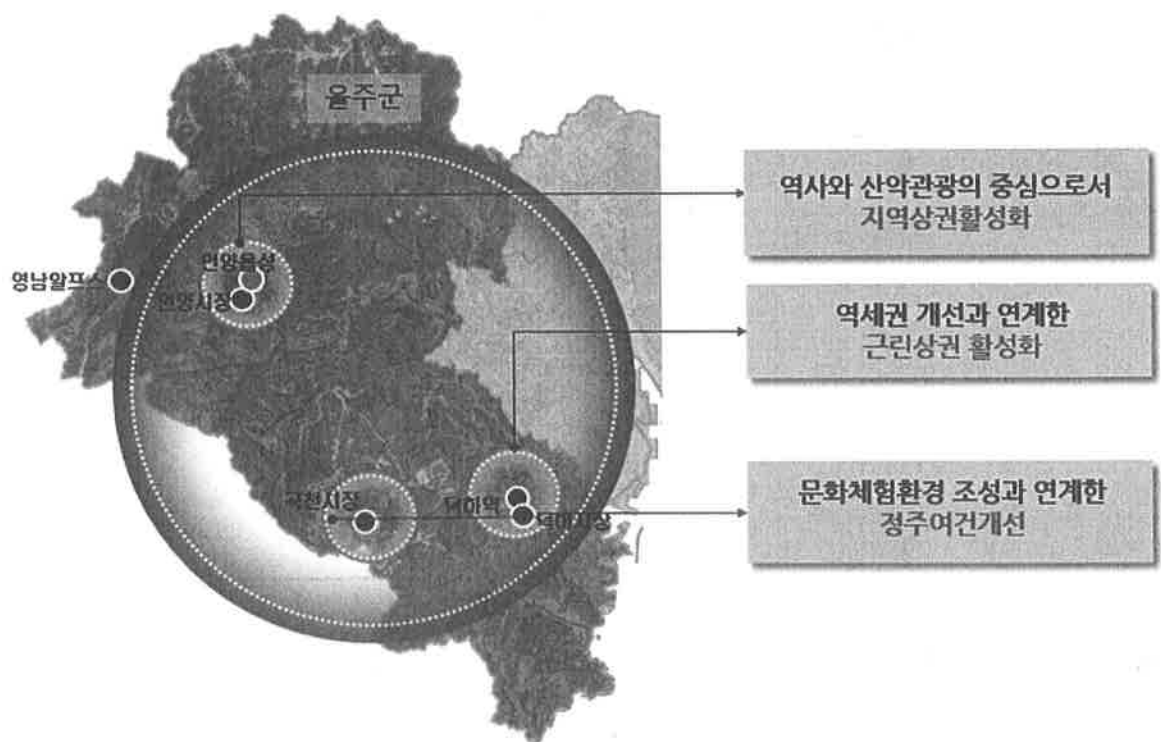 울주군
역사와 산악관광의 중심으로서
지역상권활성화
언양읍성
영남알프스
언양시장
역세권 개선과 연계한
근린상권 활성화
곡천시장
덕하역
덕하시장
문화체험환경 조성과 연계한
정주여건개선